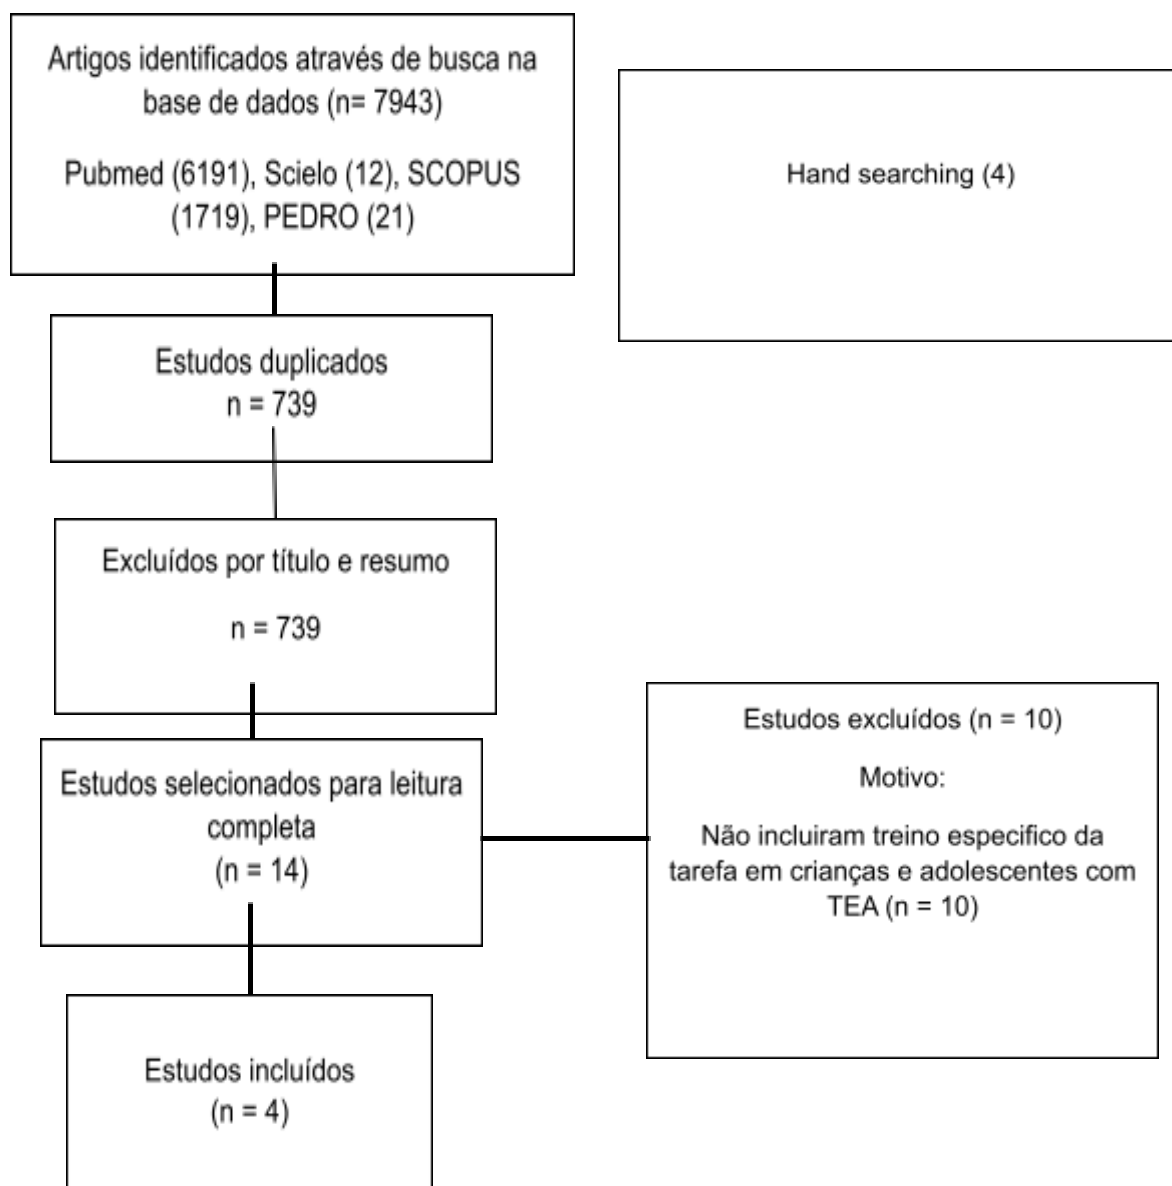 Artigos identificados através de busca na
base de dados (n= 7943)
Pubmed (6191), Scielo (12), SCOPUS
(1719), PEDRO (21)
Hand searching (4)
Estudos duplicados
n = 739
Excluídos por título e resumo
n = 739
Estudos selecionados para leitura
completa
(n = 14)
Estudos excluídos (n = 10)
Motivo:
Não incluiram treino especifico da
tarefa em crianças e adolescentes com
TEA (n = 10)
Estudos incluídos
(n = 4)